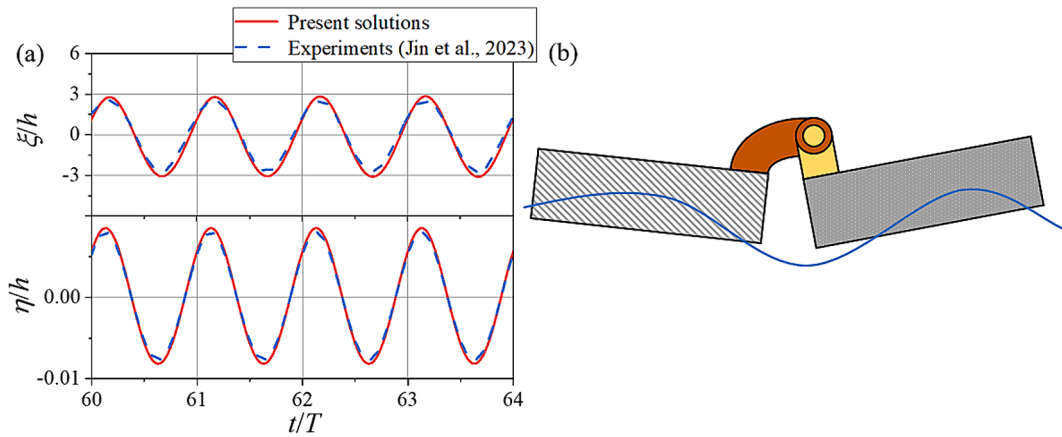 Present solutions
Experiments (Jin et al., 2023)
(a)
(b)
6
3
0
-3
ξ/h
0.00
-0.01
η/h
60 61 62 63 64
t/T